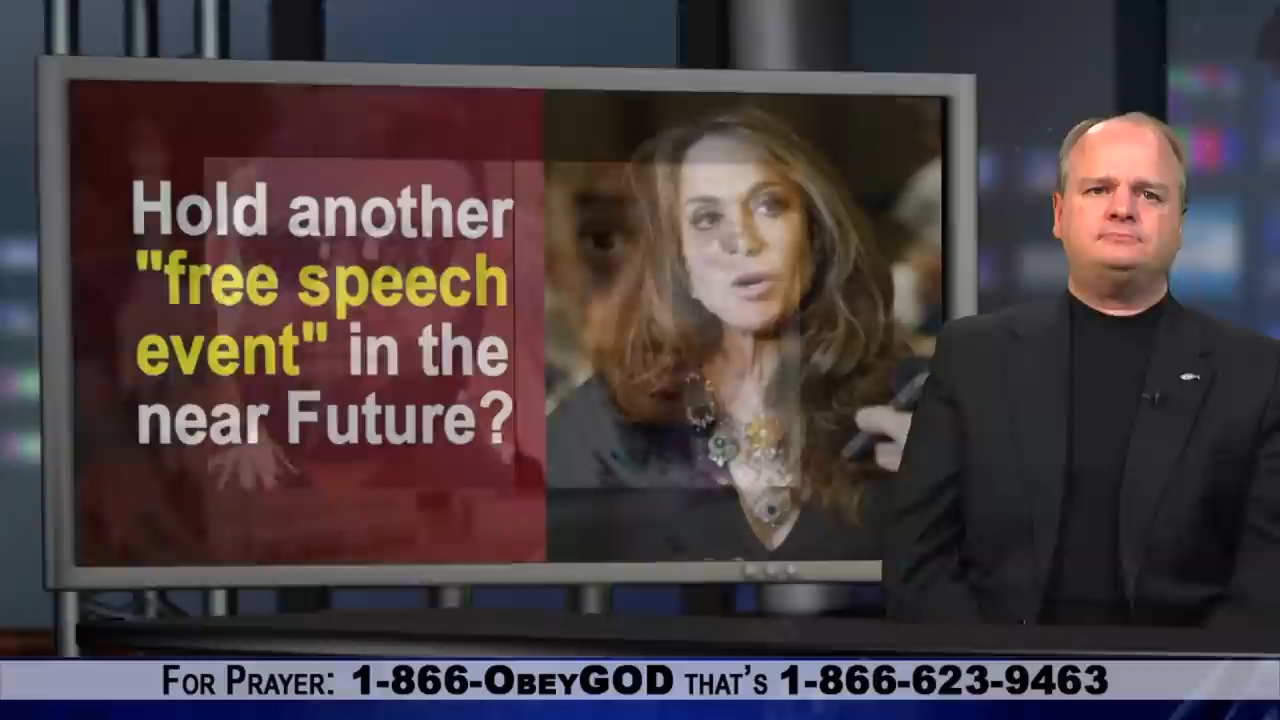 Hold another
"free speech
event" in the
near Future?
FOR PRAYER: 1-866-OBEYGOD THAT'S 1-866-623-9463